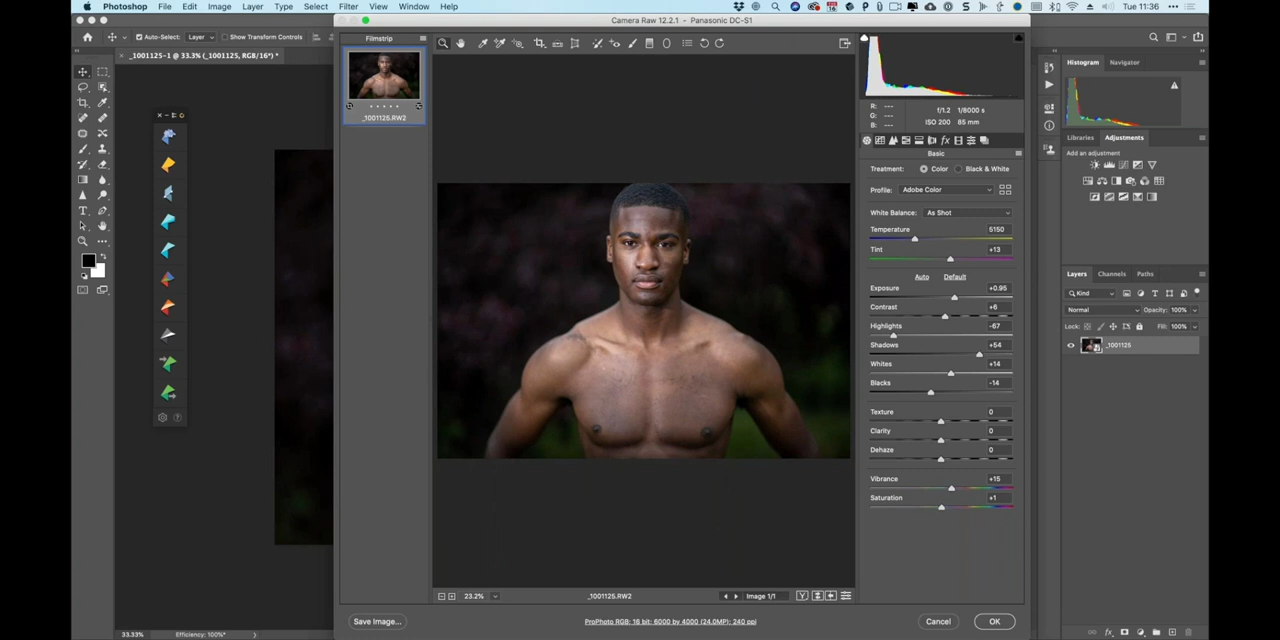 Photoshop File Edit Image Layer Type Select Filter View Window Help
Tue 11:36
Camera Raw 12.2.1 - Panasonic DC-S1
Auto-Select: Layer Show Transform Controls
_1001125-1 @ 33.3% (_1001125, RGB/16*) *
Filmstrip
_1001125.RW2
R: ---
G: ---
B: ---
f/1.2 1/8000 s
ISO 200 85 mm
Basic
Treatment: Color Black & White
Profile: Adobe Color
White Balance: As Shot
Temperature 5150
Tint +13
Auto Default
Exposure +0.95
Contrast +6
Highlights -67
Shadows +54
Whites +14
Blacks -14
Texture 0
Clarity 0
Dehaze 0
Vibrance +15
Saturation +1
23.2%
_1001125.RW2
Image 1/1
Y
Save Image...
ProPhoto RGB; 16 bit; 6000 by 4000 (24.0MP); 240 ppi
Cancel OK
33.33% Efficiency: 100%*
Histogram Navigator
Libraries Adjustments
Add an adjustment
Layers Channels Paths
Kind
Normal Opacity: 100%
Lock: Fill: 100%
_1001125